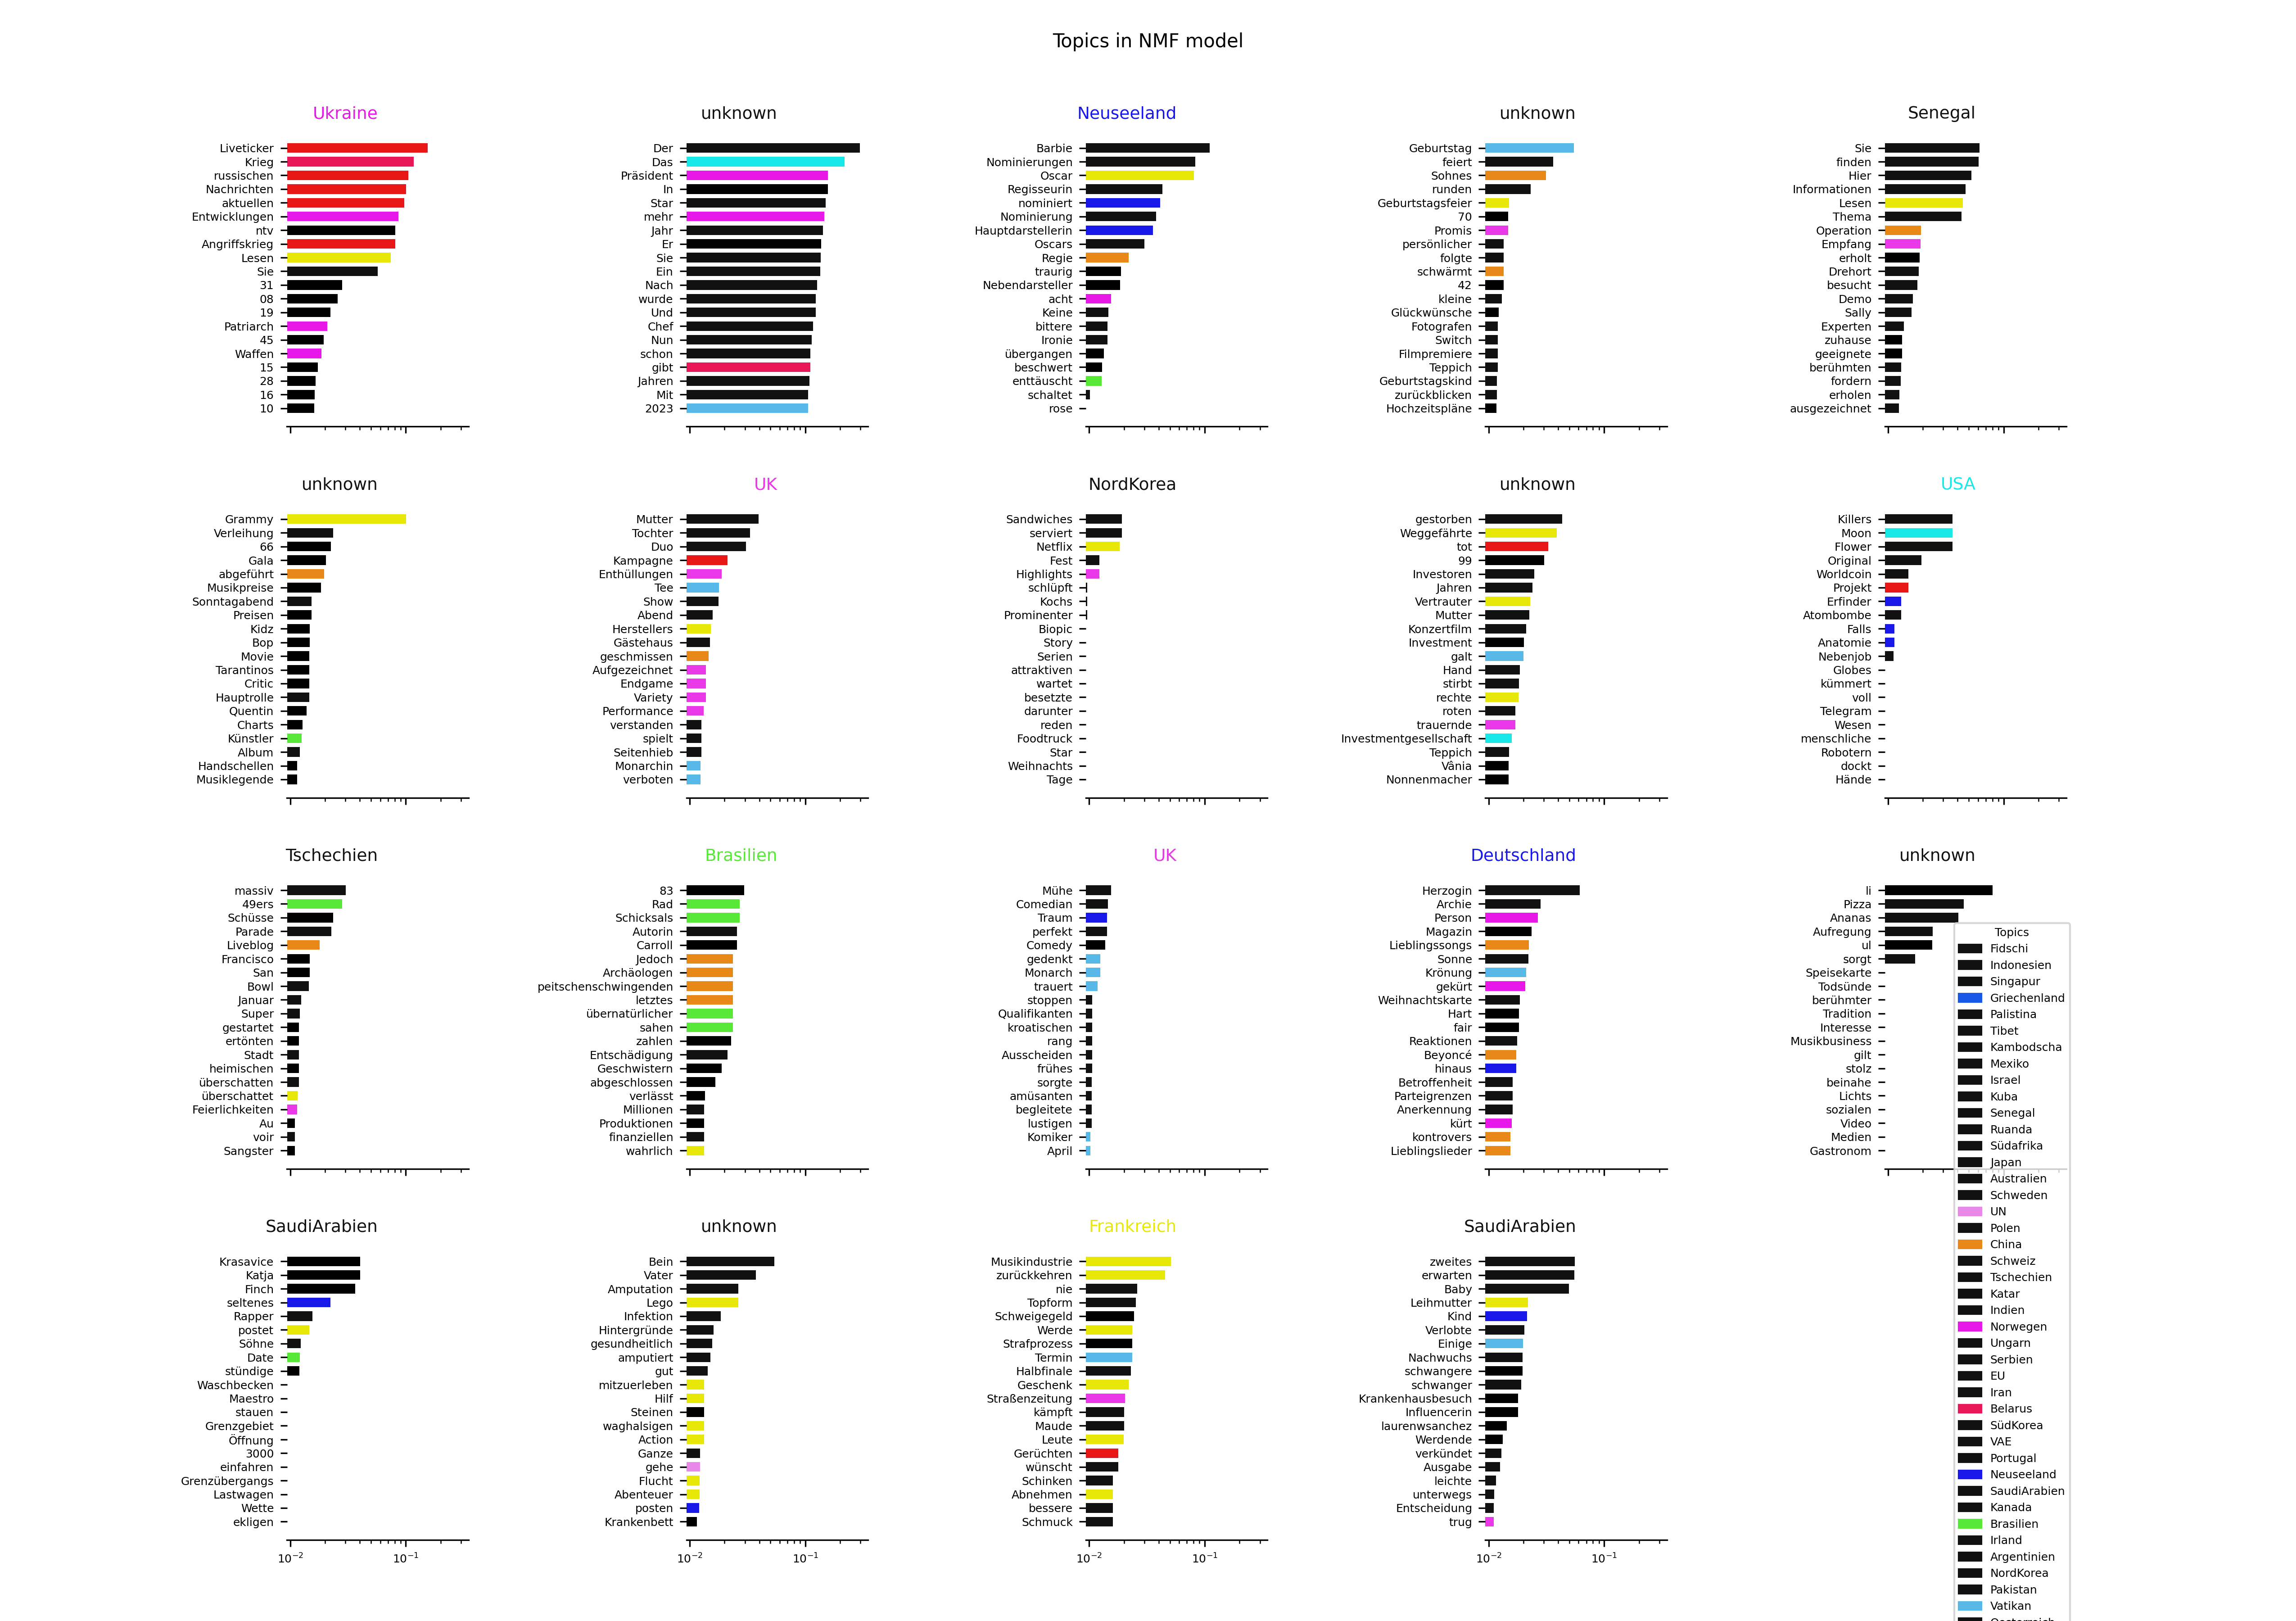 Topics in NMF model
Ukraine
Liveticker
Krieg
russischen
Nachrichten
aktuellen
Entwicklungen
ntv
Angriffskrieg
Lesen
Sie
31
08
19
Patriarch
45
Waffen
15
28
16
10
unknown
Der
Das
Präsident
In
Star
mehr
Jahr
Er
Sie
Ein
Nach
wurde
Und
Chef
Nun
schon
gibt
Jahren
Mit
2023
Neuseeland
Barbie
Nominierungen
Oscar
Regisseurin
nominiert
Nominierung
Hauptdarstellerin
Oscars
Regie
traurig
Nebendarsteller
acht
Keine
bittere
Ironie
übergangen
beschwert
enttäuscht
schaltet
rose
unknown
Geburtstag
feiert
Sohnes
runden
Geburtstagsfeier
70
Promis
persönlicher
folgte
schwärmt
42
kleine
Glückwünsche
Fotografen
Switch
Filmpremiere
Teppich
Geburtstagskind
zurückblicken
Hochzeitspläne
Senegal
Sie
finden
Hier
Informationen
Lesen
Thema
Operation
Empfang
erholt
Drehort
besucht
Demo
Sally
Experten
zuhause
geeignete
berühmten
fordern
erholen
ausgezeichnet
unknown
Grammy
Verleihung
66
Gala
abgeführt
Musikpreise
Sonntagabend
Preisen
Kidz
Bop
Movie
Tarantinos
Critic
Hauptrolle
Quentin
Charts
Künstler
Album
Handschellen
Musiklegende
UK
Mutter
Tochter
Duo
Kampagne
Enthüllungen
Tee
Show
Abend
Herstellers
Gästehaus
geschmissen
Aufgezeichnet
Endgame
Variety
Performance
verstanden
spielt
Seitenhieb
Monarchin
verboten
NordKorea
Sandwiches
serviert
Netflix
Fest
Highlights
schlüpft
Kochs
Prominenter
Biopic
Story
Serien
attraktiven
wartet
besetzte
darunter
reden
Foodtruck
Star
Weihnachts
Tage
unknown
gestorben
Weggefährte
tot
99
Investoren
Jahren
Vertrauter
Mutter
Konzertfilm
Investment
galt
Hand
stirbt
rechte
roten
trauernde
Investmentgesellschaft
Teppich
Vânia
Nonnenmacher
USA
Killers
Moon
Flower
Original
Worldcoin
Projekt
Erfinder
Atombombe
Falls
Anatomie
Nebenjob
Globes
kümmert
voll
Telegram
Wesen
menschliche
Robotern
dockt
Hände
Tschechien
massiv
49ers
Schüsse
Parade
Liveblog
Francisco
San
Bowl
Januar
Super
gestartet
ertönten
Stadt
heimischen
überschatten
überschattet
Feierlichkeiten
Au
voir
Sangster
Brasilien
83
Rad
Schicksals
Autorin
Carroll
Jedoch
Archäologen
peitschenschwingenden
letztes
übernatürlicher
sahen
zahlen
Entschädigung
Geschwistern
abgeschlossen
verlässt
Millionen
Produktionen
finanziellen
wahrlich
UK
Mühe
Comedian
Traum
perfekt
Comedy
gedenkt
Monarch
trauert
stoppen
Qualifikanten
kroatischen
rang
Ausscheiden
frühes
sorgte
amüsanten
begleitete
lustigen
Komiker
April
Deutschland
Herzogin
Archie
Person
Magazin
Lieblingssongs
Sonne
Krönung
gekürt
Weihnachtskarte
Hart
fair
Reaktionen
Beyoncé
hinaus
Betroffenheit
Parteigrenzen
Anerkennung
kürt
kontrovers
Lieblingslieder
unknown
li
Pizza
Ananas
Aufregung
ul
sorgt
Speisekarte
Todsünde
berühmter
Tradition
Interesse
Musikbusiness
gilt
stolz
beinahe
Lichts
sozialen
Video
Medien
Gastronom
SaudiArabien
Krasavice
Katja
Finch
seltenes
Rapper
postet
Söhne
Date
stündige
Waschbecken
Maestro
stauen
Grenzgebiet
Öffnung
3000
einfahren
Grenzübergangs
Lastwagen
Wette
ekligen
10⁻² 10⁻¹
unknown
Bein
Vater
Amputation
Lego
Infektion
Hintergründe
gesundheitlich
amputiert
gut
mitzuerleben
Hilf
Steinen
waghalsigen
Action
Ganze
gehe
Flucht
Abenteuer
posten
Krankenbett
10⁻² 10⁻¹
Frankreich
Musikindustrie
zurückkehren
nie
Topform
Schweigegeld
Werde
Strafprozess
Termin
Halbfinale
Geschenk
Straßenzeitung
kämpft
Maude
Leute
Gerüchten
wünscht
Schinken
Abnehmen
bessere
Schmuck
10⁻² 10⁻¹
SaudiArabien
zweites
erwarten
Baby
Leihmutter
Kind
Verlobte
Einige
Nachwuchs
schwangere
schwanger
Krankenhausbesuch
Influencerin
laurenwsanchez
Werdende
verkündet
Ausgabe
leichte
unterwegs
Entscheidung
trug
10⁻² 10⁻¹
Topics
Fidschi
Indonesien
Singapur
Griechenland
Palistina
Tibet
Kambodscha
Mexiko
Israel
Kuba
Senegal
Ruanda
Südafrika
Japan
Australien
Schweden
UN
Polen
China
Schweiz
Tschechien
Katar
Indien
Norwegen
Ungarn
Serbien
EU
Iran
Belarus
SüdKorea
VAE
Portugal
Neuseeland
SaudiArabien
Kanada
Brasilien
Irland
Argentinien
NordKorea
Pakistan
Vatikan